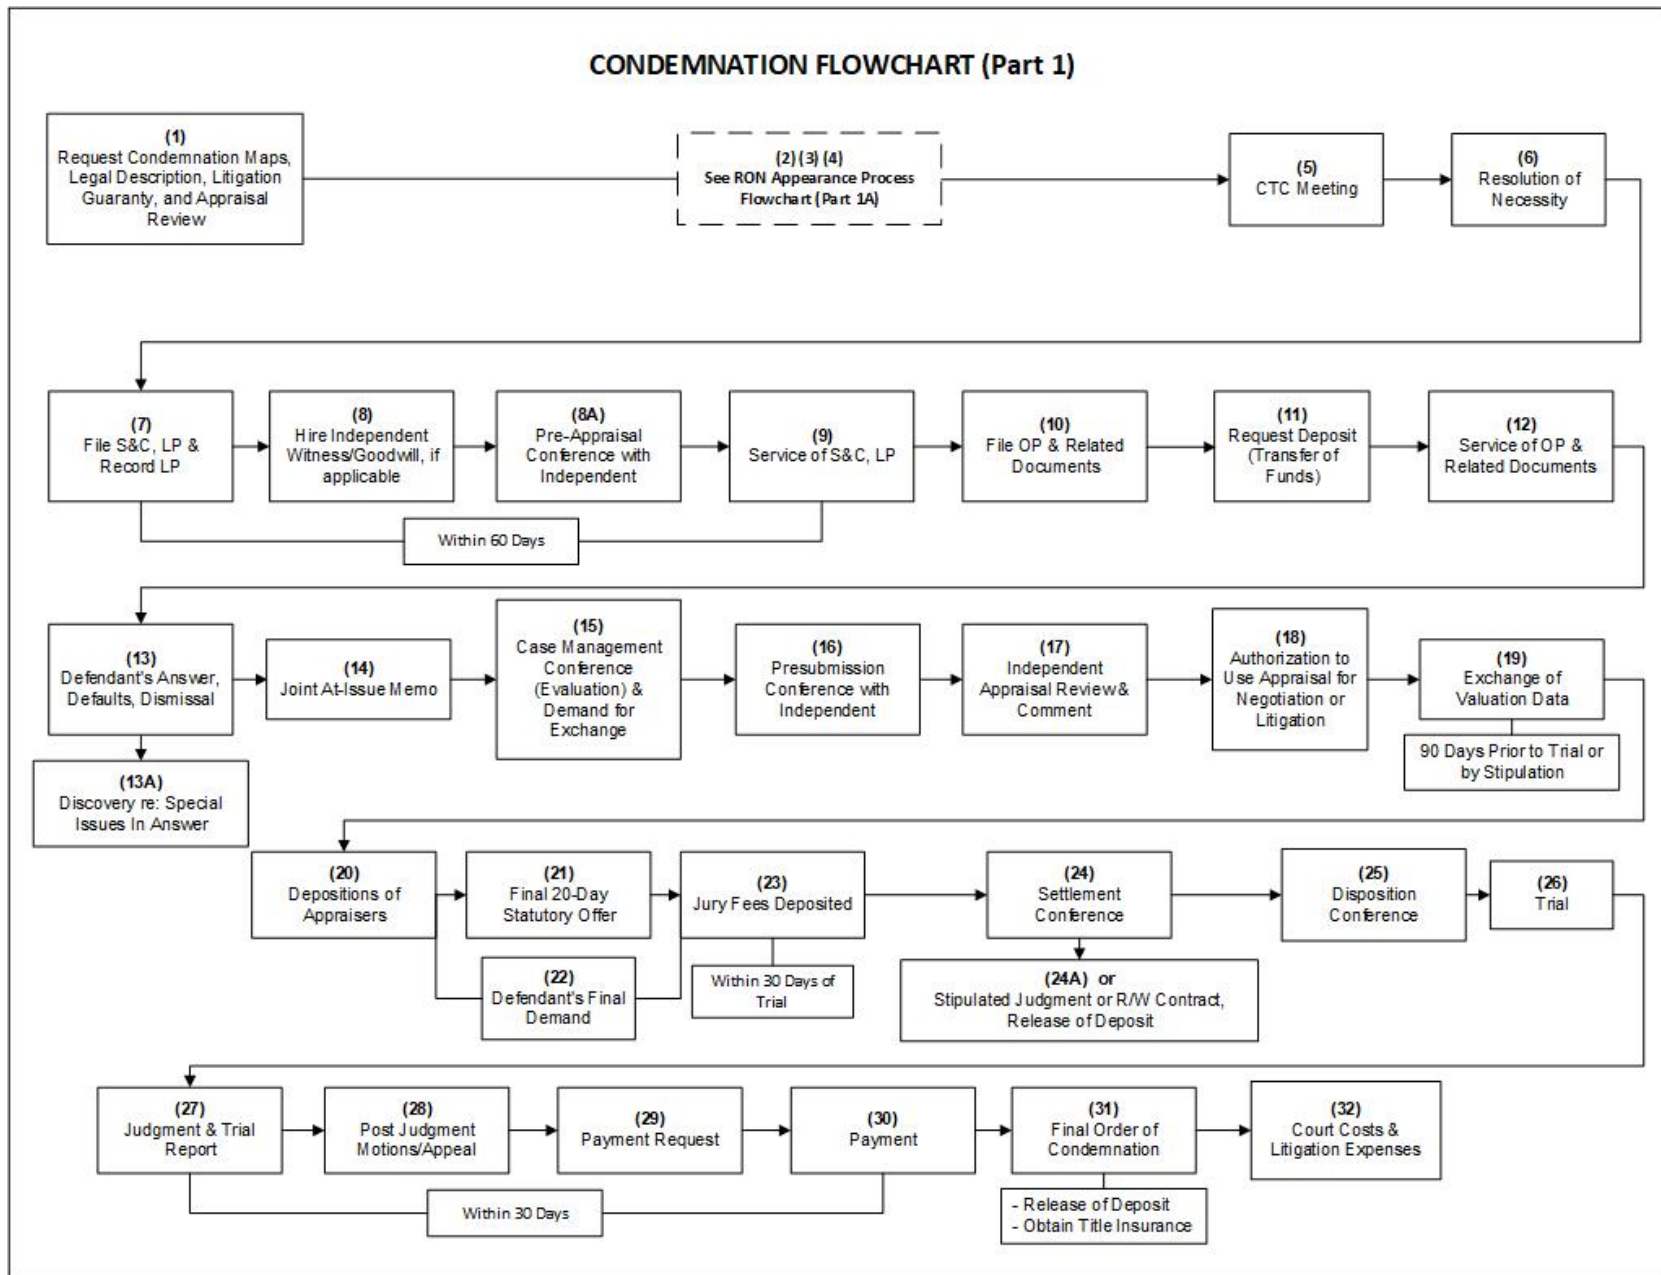 CONDEMNATION FLOWCHART (Part 1)
(1)
Request Condemnation Maps,
Legal Description, Litigation
Guaranty, and Appraisal
Review
(2) (3) (4)
See RON Appearance Process
Flowchart (Part 1A)
(5)
CTC Meeting
(6)
Resolution of
Necessity
(7)
File S&C, LP &
Record LP
(8)
Hire Independent
Witness/Goodwill, if
applicable
(8A)
Pre-Appraisal
Conference with
Independent
(9)
Service of S&C, LP
(10)
File OP & Related
Documents
(11)
Request Deposit
(Transfer of
Funds)
(12)
Service of OP &
Related Documents
Within 60 Days
(13)
Defendant's Answer,
Defaults, Dismissal
(14)
Joint At-Issue Memo
(15)
Case Management
Conference
(Evaluation) &
Demand for
Exchange
(16)
Presubmission
Conference with
Independent
(17)
Independent
Appraisal Review &
Comment
(18)
Authorization to
Use Appraisal for
Negotiation or
Litigation
(19)
Exchange of
Valuation Data
90 Days Prior to Trial or
by Stipulation
(13A)
Discovery re: Special
Issues In Answer
(20)
Depositions of
Appraisers
(21)
Final 20-Day
Statutory Offer
(22)
Defendant's Final
Demand
(23)
Jury Fees Deposited
Within 30 Days of
Trial
(24)
Settlement
Conference
(24A) or
Stipulated Judgment or R/W Contract,
Release of Deposit
(25)
Disposition
Conference
(26)
Trial
(27)
Judgment & Trial
Report
(28)
Post Judgment
Motions/Appeal
(29)
Payment Request
(30)
Payment
(31)
Final Order of
Condemnation
(32)
Court Costs &
Litigation Expenses
Within 30 Days
- Release of Deposit
- Obtain Title Insurance